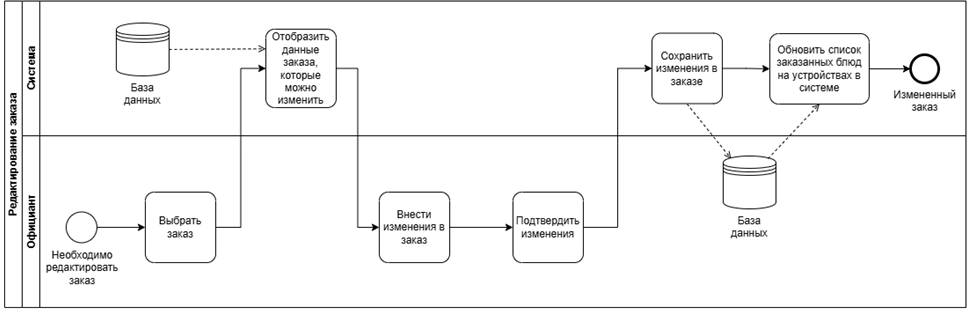 Редактирование заказа
Система
База
данных
Отобразить
данные
заказа,
которые
можно
изменить
Сохранить
изменения в
заказе
Обновить список
заказанных блюд
на устройствах в
системе
Измененный
заказ
Официант
Необходимо
редактировать
заказ
Выбрать
заказ
Внести
изменения в
заказ
Подтвердить
изменения
База
данных